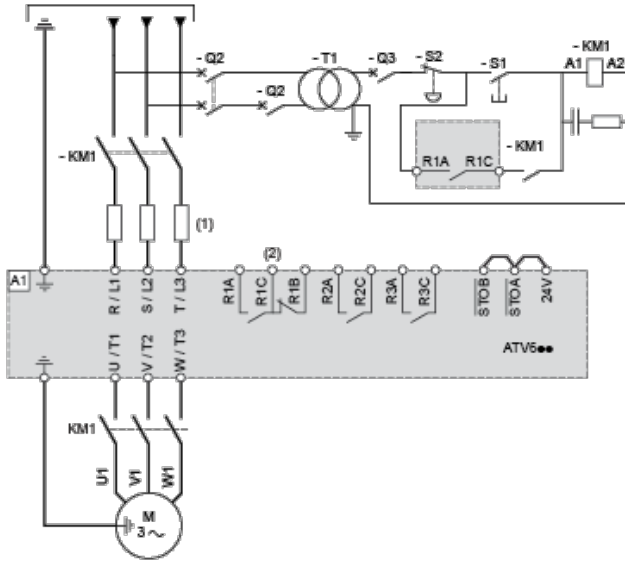 - Q2
- T1
- Q3
- S2
- S1
- KM1
A1
A2
- Q2
- KM1
R1A
R1C
- KM1
(1)
(2)
A1
R / L1
S / L2
T / L3
R1A
R1C
R1B
R2A
R2C
R3A
R3C
STOB
STOA
24V
U / T1
V / T2
W / T3
ATV6●●
KM1
U1
V1
W1
M
3 ~